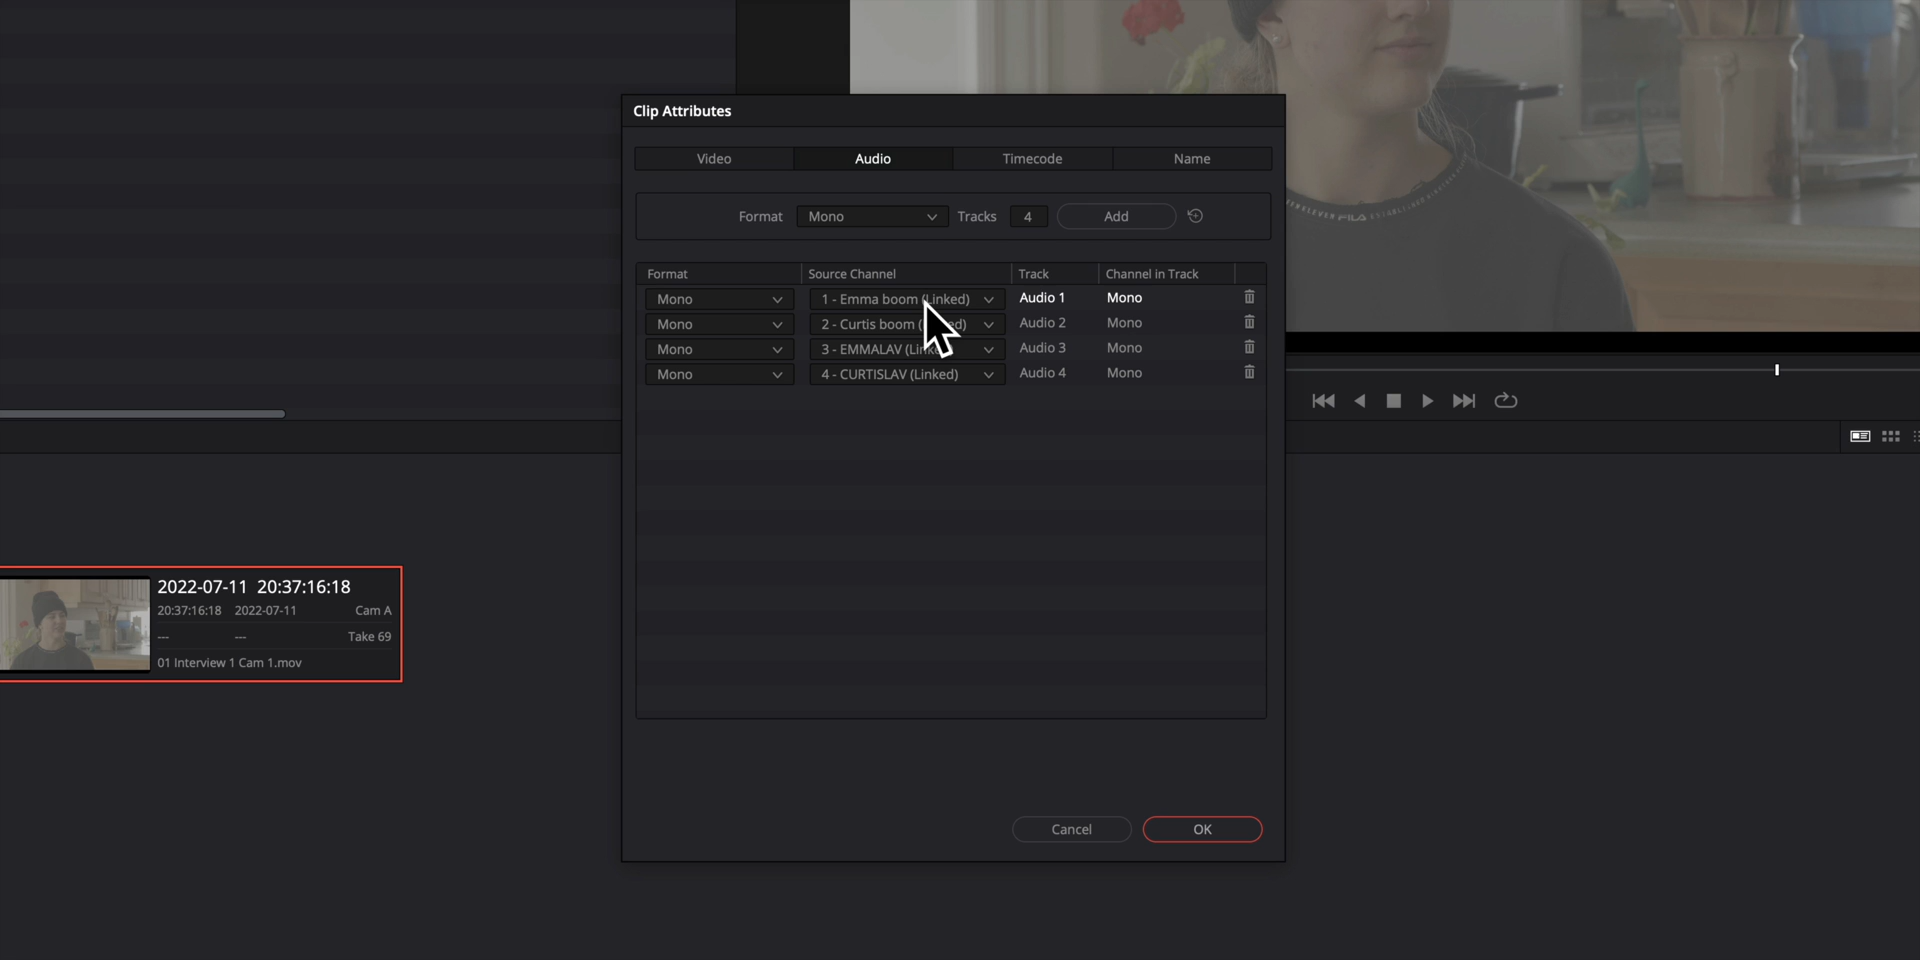 Clip Attributes
Video Audio Timecode Name
Format Mono Tracks 4 Add
Format Source Channel Track Channel in Track
Mono 1 - Emma boom (Linked) Audio 1 Mono
Mono 2 - Curtis boom ( ed) Audio 2 Mono
Mono 3 - EMMALAV (Link Audio 3 Mono
Mono 4 - CURTISLAV (Linked) Audio 4 Mono
Cancel OK
FILA
2022-07-11 20:37:16:18
20:37:16:18 2022-07-11 Cam A
--- --- Take 69
01 Interview 1 Cam 1.mov